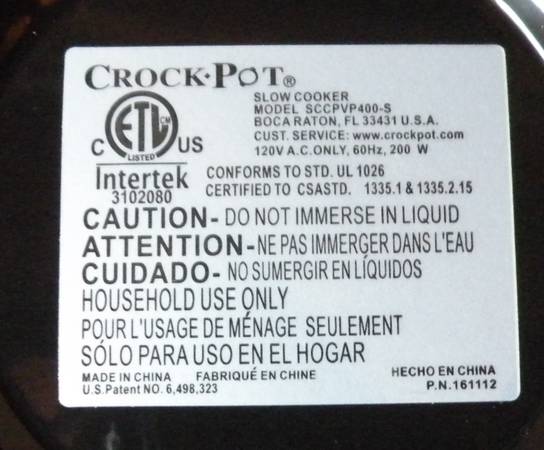 CROCK•POT®
SLOW COOKER
MODEL SCCPVP400-S
BOCA RATON, FL 33431 U.S.A.
CUST. SERVICE: www.crockpot.com
120V A.C.ONLY, 60Hz, 200 W
C ETL CM US
LISTED
Intertek
3102080
CONFORMS TO STD. UL 1026
CERTIFIED TO CSASTD. 1335.1 & 1335.2.15
CAUTION- DO NOT IMMERSE IN LIQUID
ATTENTION-NE PAS IMMERGER DANS L'EAU
CUIDADO- NO SUMERGIR EN LÍQUIDOS
HOUSEHOLD USE ONLY
POUR L'USAGE DE MÉNAGE SEULEMENT
SÓLO PARA USO EN EL HOGAR
MADE IN CHINA FABRIQUÉ EN CHINE HECHO EN CHINA
U.S.Patent NO. 6,498,323 P.N.161112